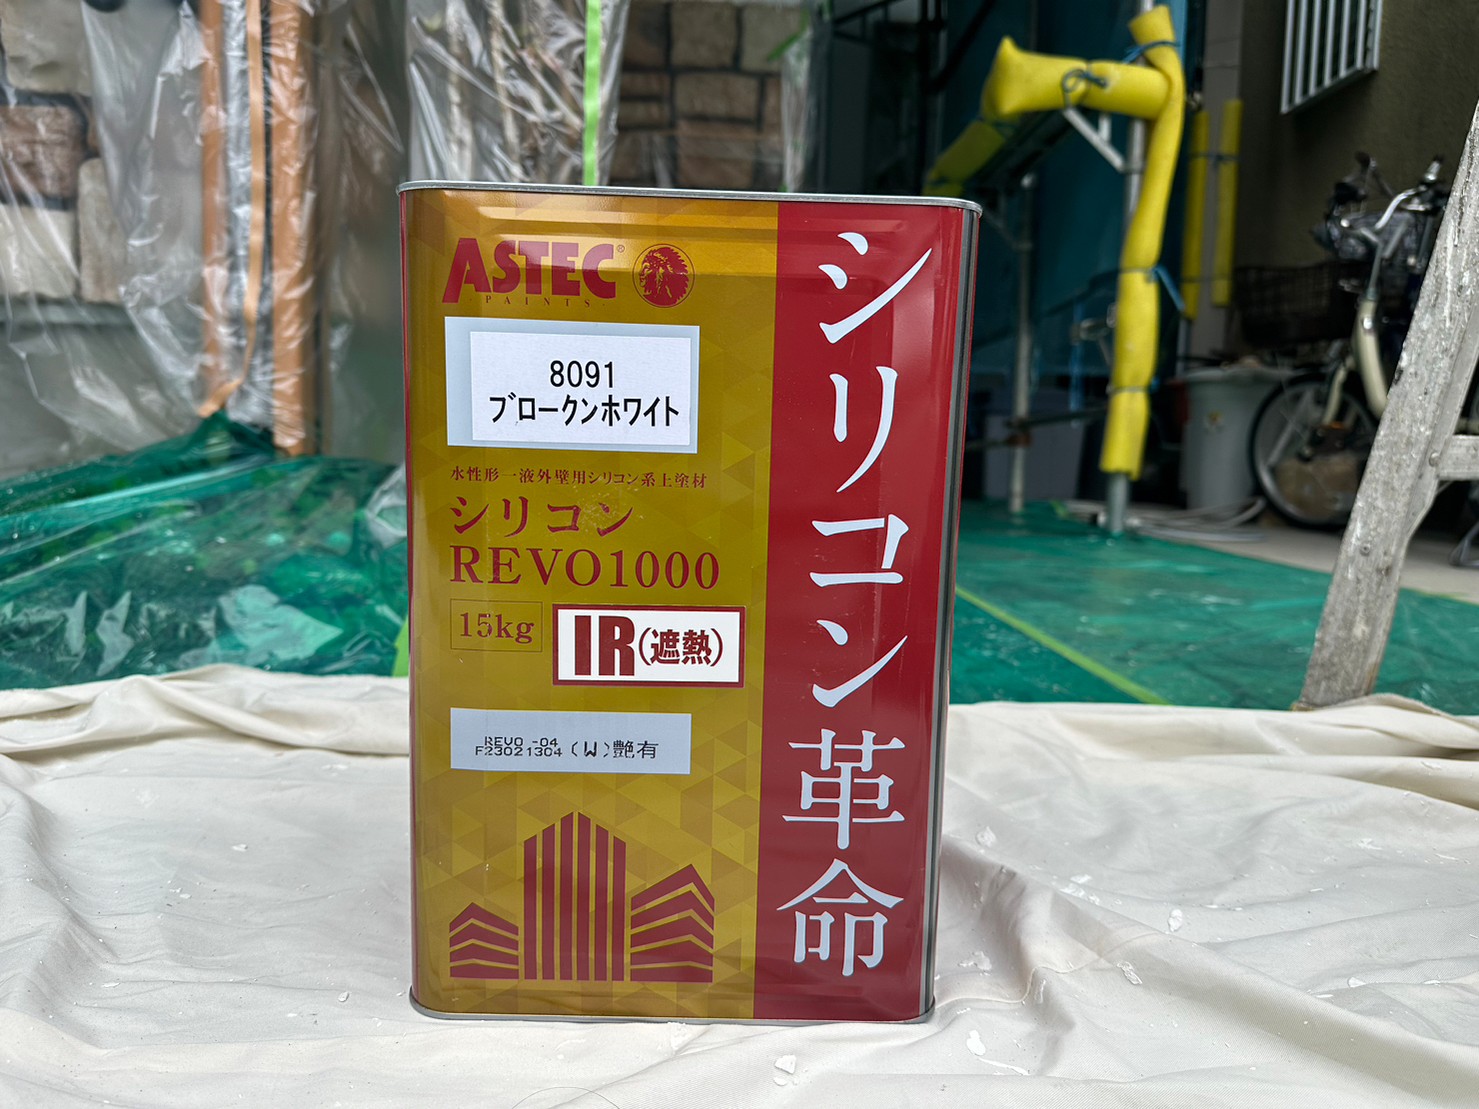 ASTEC®
PAINTS
8091
ブロークンホワイト
水性形一液外壁用シリコン系上塗材
シリコン
REVO1000
15kg
IR(遮熱)
REVO -04
F23021304 (W)艶有
シリコン革命